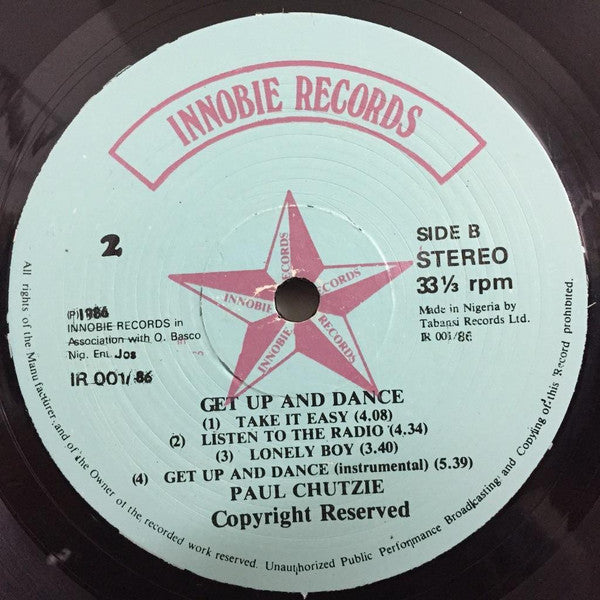 INNOBIE RECORDS
2
SIDE B
STEREO
33⅓ rpm
(P)1986
INNOBIE RECORDS in
Association with O. Basco
Nig. Ent. Jos
IR 001/86
Made in Nigeria by
Tabansi Records Ltd.
IR 001/86
INNOBIE
RECORDS
INNOBIE
RECORDS
INNOBIE
GET UP AND DANCE
(1) TAKE IT EASY (4.08)
(2) LISTEN TO THE RADIO (4.34)
(3) LONELY BOY (3.40)
(4) GET UP AND DANCE (instrumental) (5.39)
PAUL CHUTZIE
Copyright Reserved
All rights of the Manufacturer and of the Owner of the recorded work reserved. Unauthorized Public Performance Broadcasting and Copying of this Record prohibited.